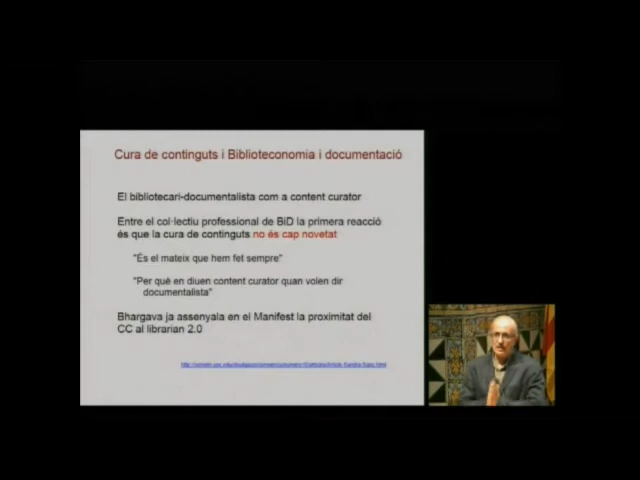 Cura de continguts i Biblioteconomia i documentació
El bibliotecari-documentalista com a content curator
Entre el col·lectiu professional de BiD la primera reacció
és que la cura de continguts no és cap novetat
"És el mateix que hem fet sempre"
"Per què en diuen content curator quan volen dir
documentalista"
Bhargava ja assenyala en el Manifest la proximitat del
CC al librarian 2.0